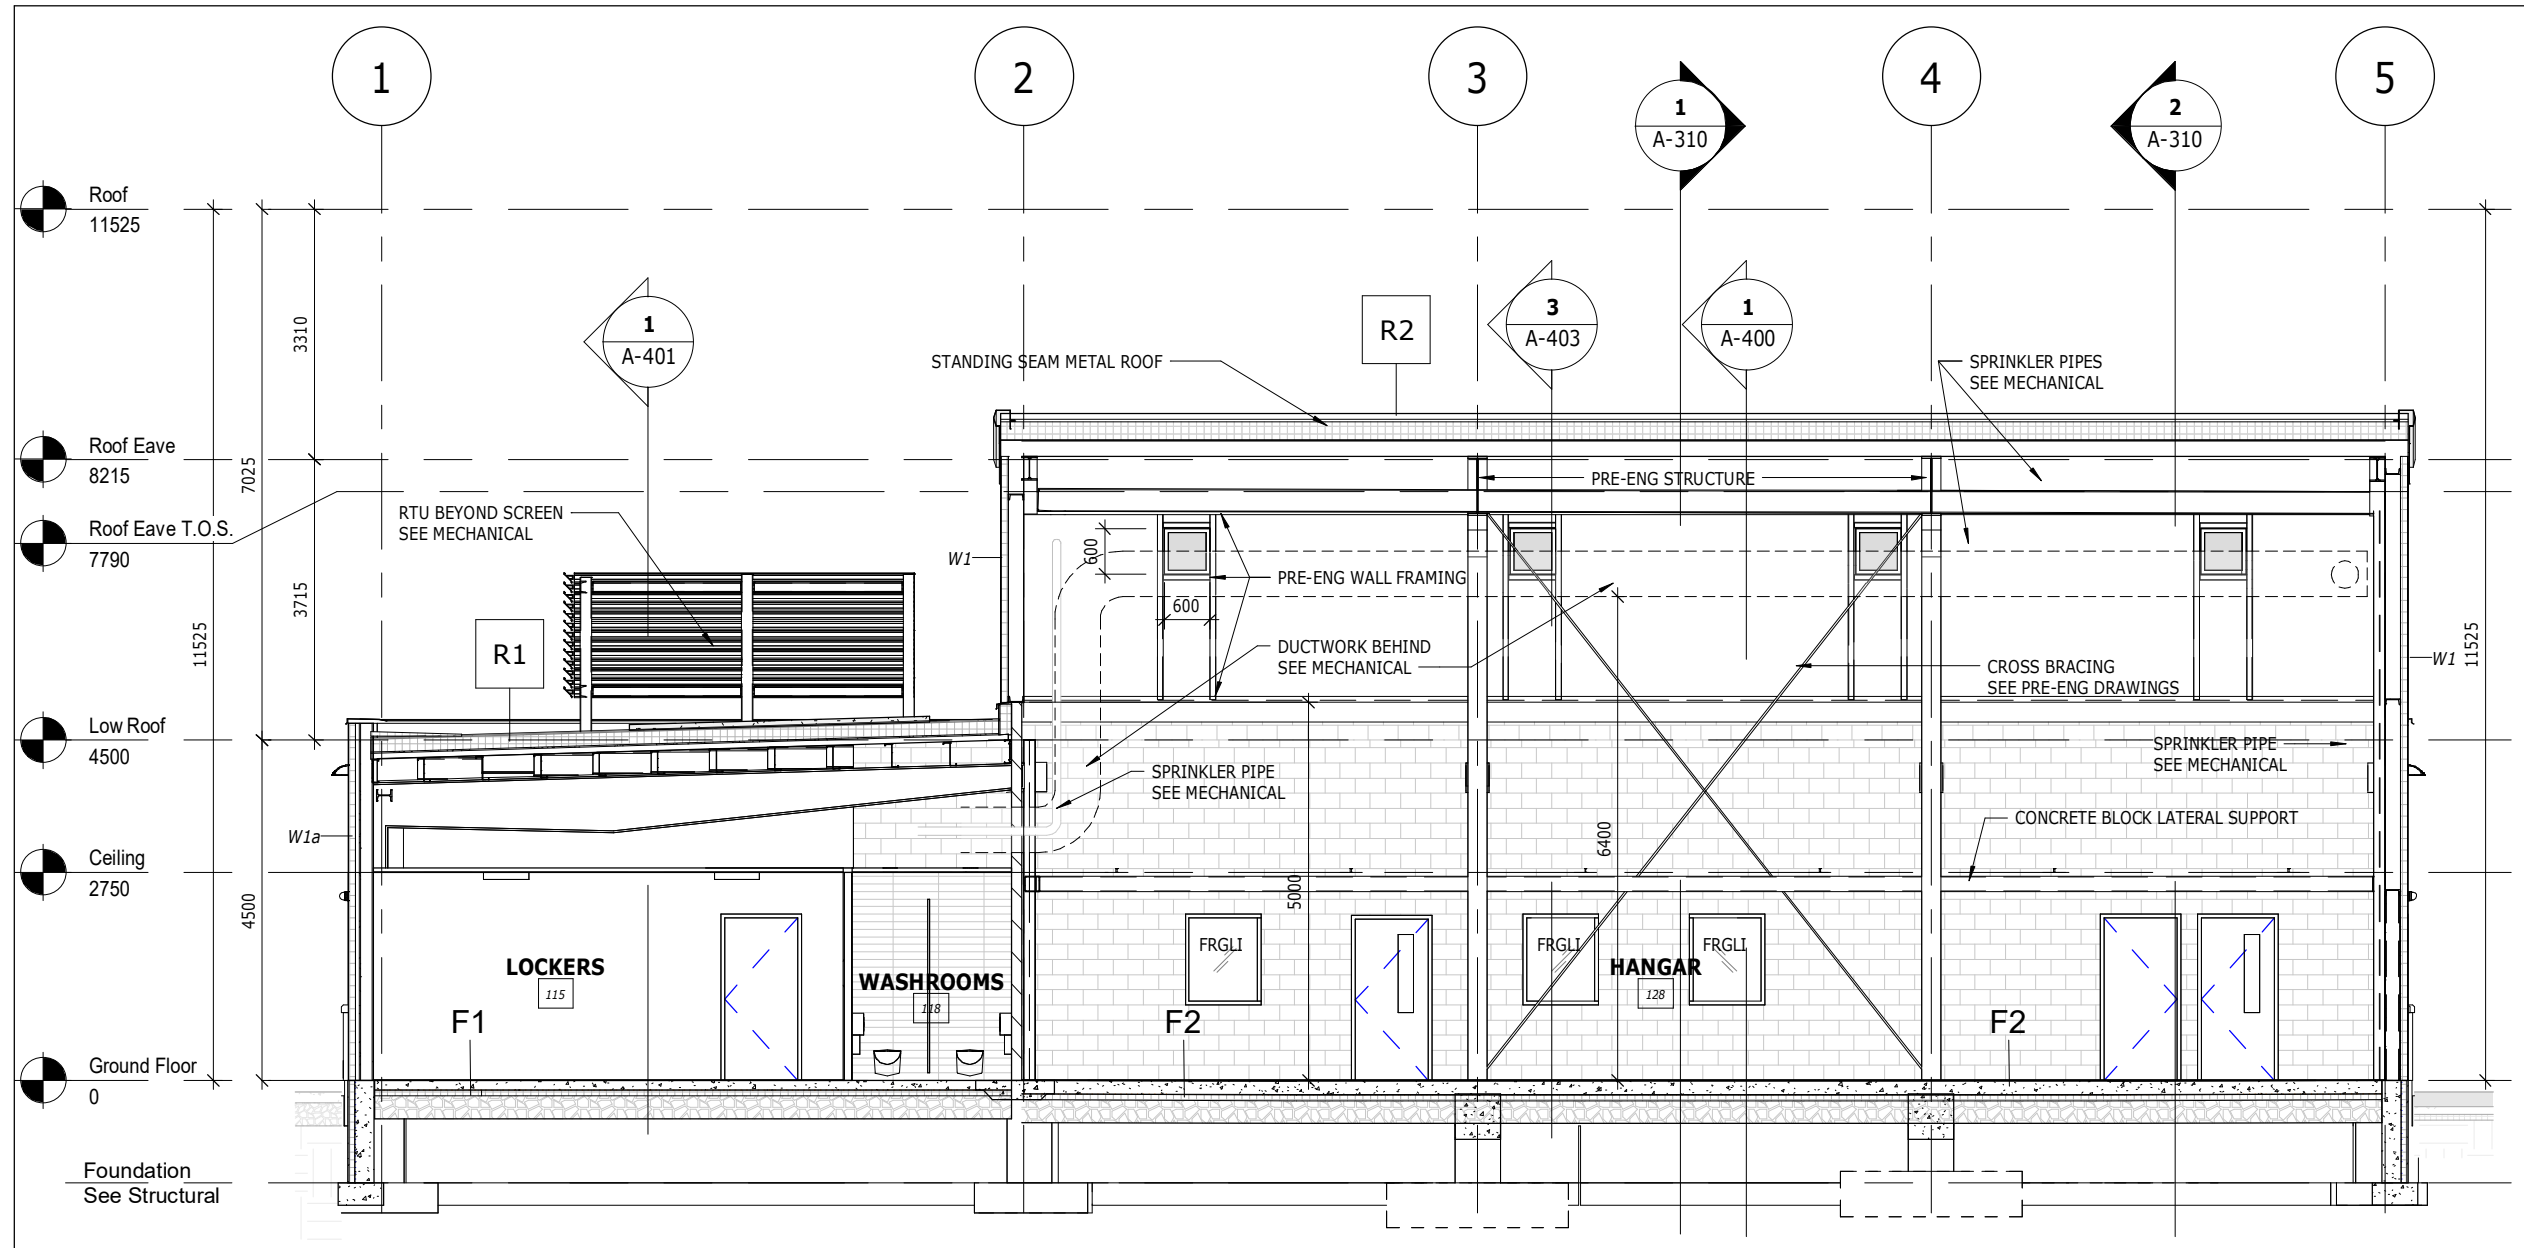 1
2
3
4
5
1
A-310
2
A-310
Roof
11525
3310
1
A-401
R2
3
A-403
1
A-400
STANDING SEAM METAL ROOF
SPRINKLER PIPES
SEE MECHANICAL
Roof Eave
8215
7025
PRE-ENG STRUCTURE
Roof Eave T.O.S.
7790
RTU BEYOND SCREEN
SEE MECHANICAL
W1
600
PRE-ENG WALL FRAMING
600
3715
11525
R1
DUCTWORK BEHIND
SEE MECHANICAL
CROSS BRACING
SEE PRE-ENG DRAWINGS
W1
11525
Low Roof
4500
SPRINKLER PIPE
SEE MECHANICAL
SPRINKLER PIPE
SEE MECHANICAL
W1a
6400
CONCRETE BLOCK LATERAL SUPPORT
Ceiling
2750
4500
5000
FRGLI
FRGLI
FRGLI
LOCKERS
115
WASHROOMS
118
HANGAR
128
F1
F2
F2
Ground Floor
0
Foundation
See Structural